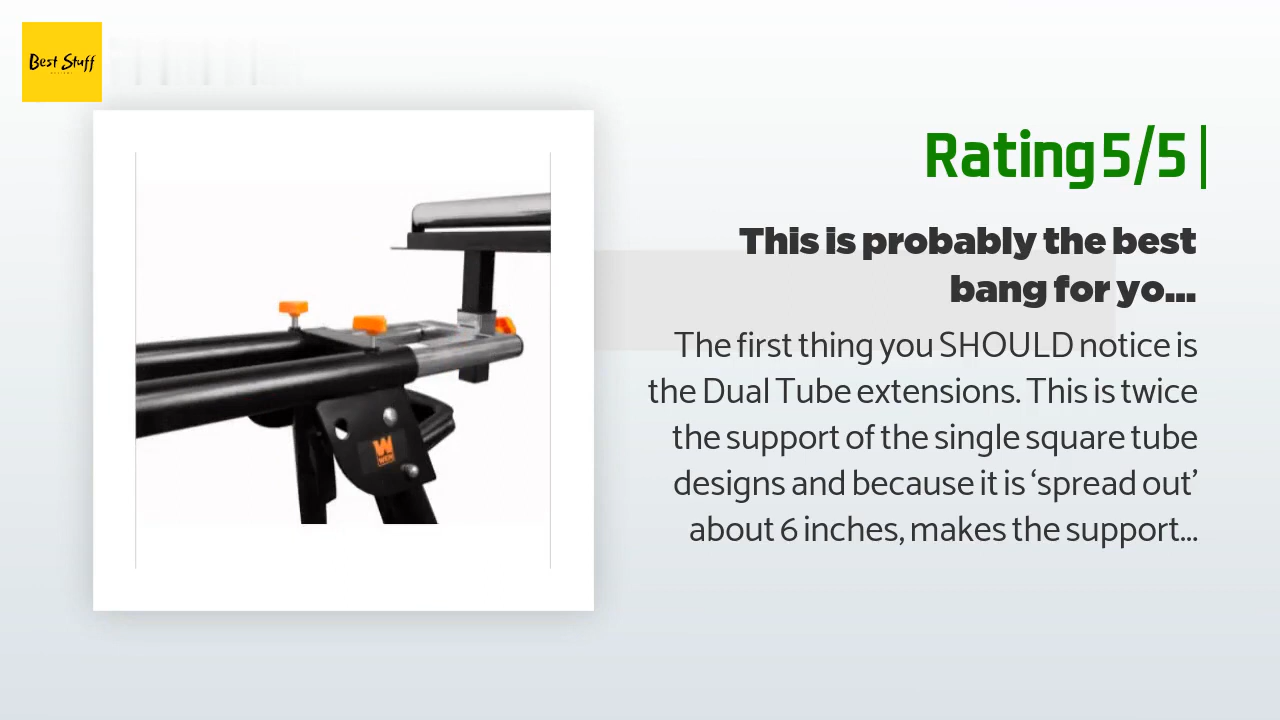 Best Stuff
Rating 5/5 |
This is probably the best
bang for yo...
The first thing you SHOULD notice is
the Dual Tube extensions. This is twice
the support of the single square tube
designs and because it is ‘spread out’
about 6 inches, makes the support...
WEN